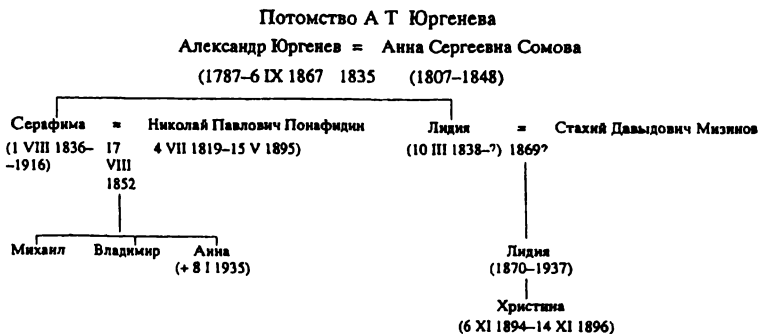 Потомство А Т Юргенева
Александр Юргенев = Анна Сергеевна Сомова
(1787–6 IX 1867 1835 (1807–1848)
Серафима = Николай Павлович Понафидин Лидия = Стахий Давыдович Мизинов
(1 VIII 1836– 17 4 VII 1819–15 V 1895) (10 III 1838–?) 1869?
–1916) VIII
1852
Михаил Владимир Анна Лидия
(+ 8 I 1935) (1870–1937)
Христина
(6 XI 1894–14 XI 1896)